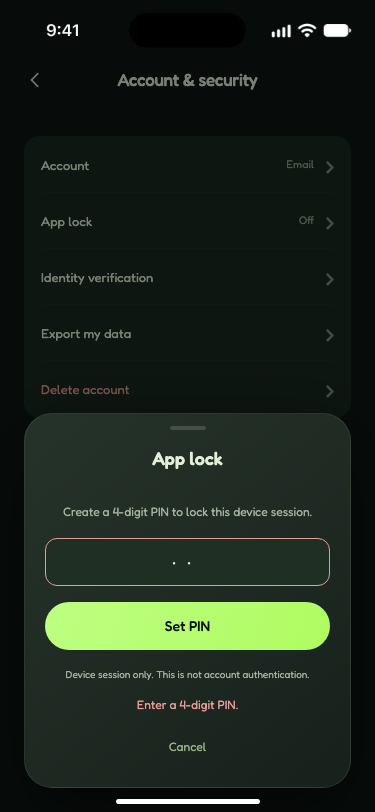 9:41
Account & security
Account
Email
App lock
Off
Identity verification
Export my data
Delete account
App lock
Create a 4-digit PIN to lock this device session.
. .
Set PIN
Device session only. This is not account authentication.
Enter a 4-digit PIN.
Cancel